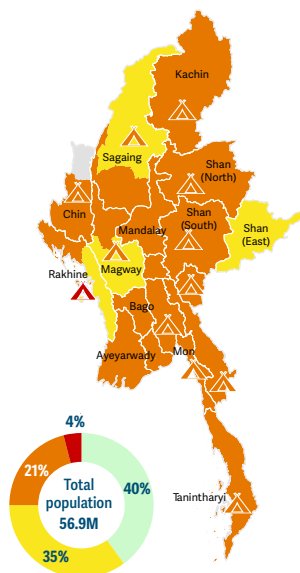 Kachin
Sagaing
Shan
(North)
Chin
Mandalay
Shan
(South)
Shan
(East)
Rakhine
Magway
Bago
Ayeyarwady
Mon
4%
21%
Total
population
56.9M
40%
35%
Tanintharyi